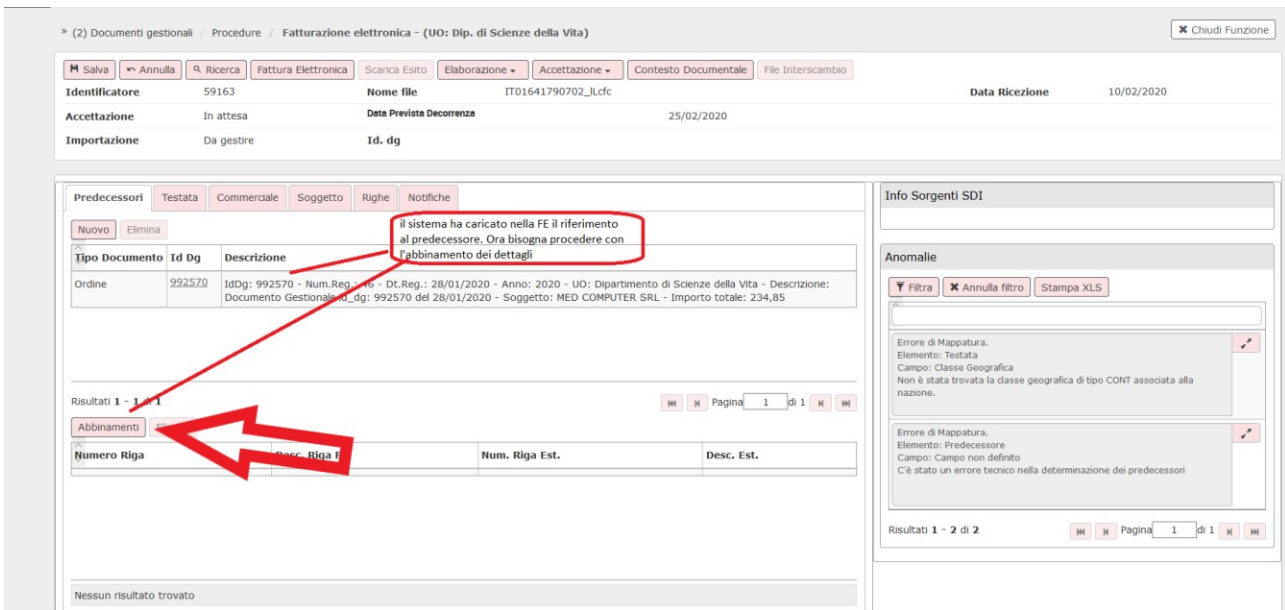 » (2) Documenti gestionali / Procedure / Fatturazione elettronica - (UO: Dip. di Scienze della Vita)
Chiudi Funzione
Salva Annulla Ricerca Fattura Elettronica Scarica Esito Elaborazione Accettazione Contesto Documentale File Interscambio
Identificatore 59163 Nome file IT01641790702_lLcfc Data Ricezione 10/02/2020
Accettazione In attesa Data Prevista Decorrenza 25/02/2020
Importazione Da gestire Id. dg
Predecessori Testata Commerciale Soggetto Righe Notifiche
Nuovo Elimina
il sistema ha caricato nella FE il riferimento
al predecessore. Ora bisogna procedere con
l'abbinamento dei dettagli
Tipo Documento Id Dg Descrizione
Ordine 992570 IdDg: 992570 - Num.Reg.: 46 - Dt.Reg.: 28/01/2020 - Anno: 2020 - UO: Dipartimento di Scienze della Vita - Descrizione:
Documento Gestionale id_dg: 992570 del 28/01/2020 - Soggetto: MED COMPUTER SRL - Importo totale: 234,85
Risultati 1 - 1 di 1 Pagina 1 di 1
Abbinamenti
Numero Riga Desc. Riga Num. Riga Est. Desc. Est.
Nessun risultato trovato
Info Sorgenti SDI
Anomalie
Filtra Annulla filtro Stampa XLS
Errore di Mappatura.
Elemento: Testata
Campo: Classe Geografica
Non è stata trovata la classe geografica di tipo CONT associata alla
nazione.
Errore di Mappatura.
Elemento: Predecessore
Campo: Campo non definito
C'è stato un errore tecnico nella determinazione dei predecessori
Risultati 1 - 2 di 2 Pagina 1 di 1